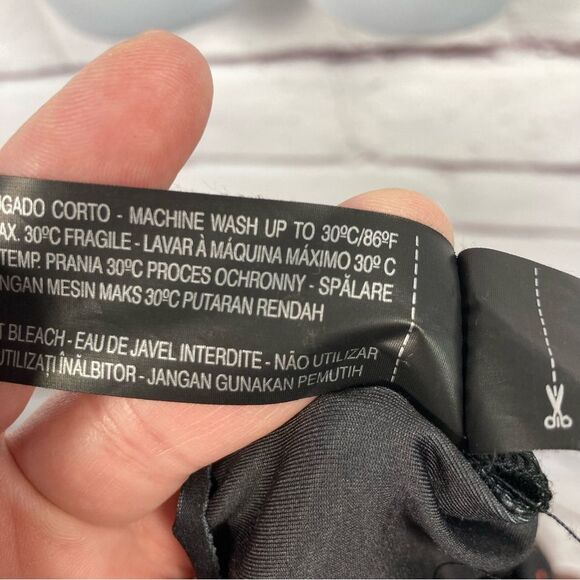 UGADO CORTO - MACHINE WASH UP TO 30ºC/86ºF
AX. 30ºC FRAGILE - LAVAR À MÁQUINA MÁXIMO 30º C
TEMP. PRANIA 30ºC PROCES OCHRONNY - SPĂLARE
NGAN MESIN MAKS 30ºC PUTARAN RENDAH
T BLEACH - EAU DE JAVEL INTERDITE - NÃO UTILIZAR
UTILIZAȚI ÎNĂLBITOR - JANGAN GUNAKAN PEMUTIH